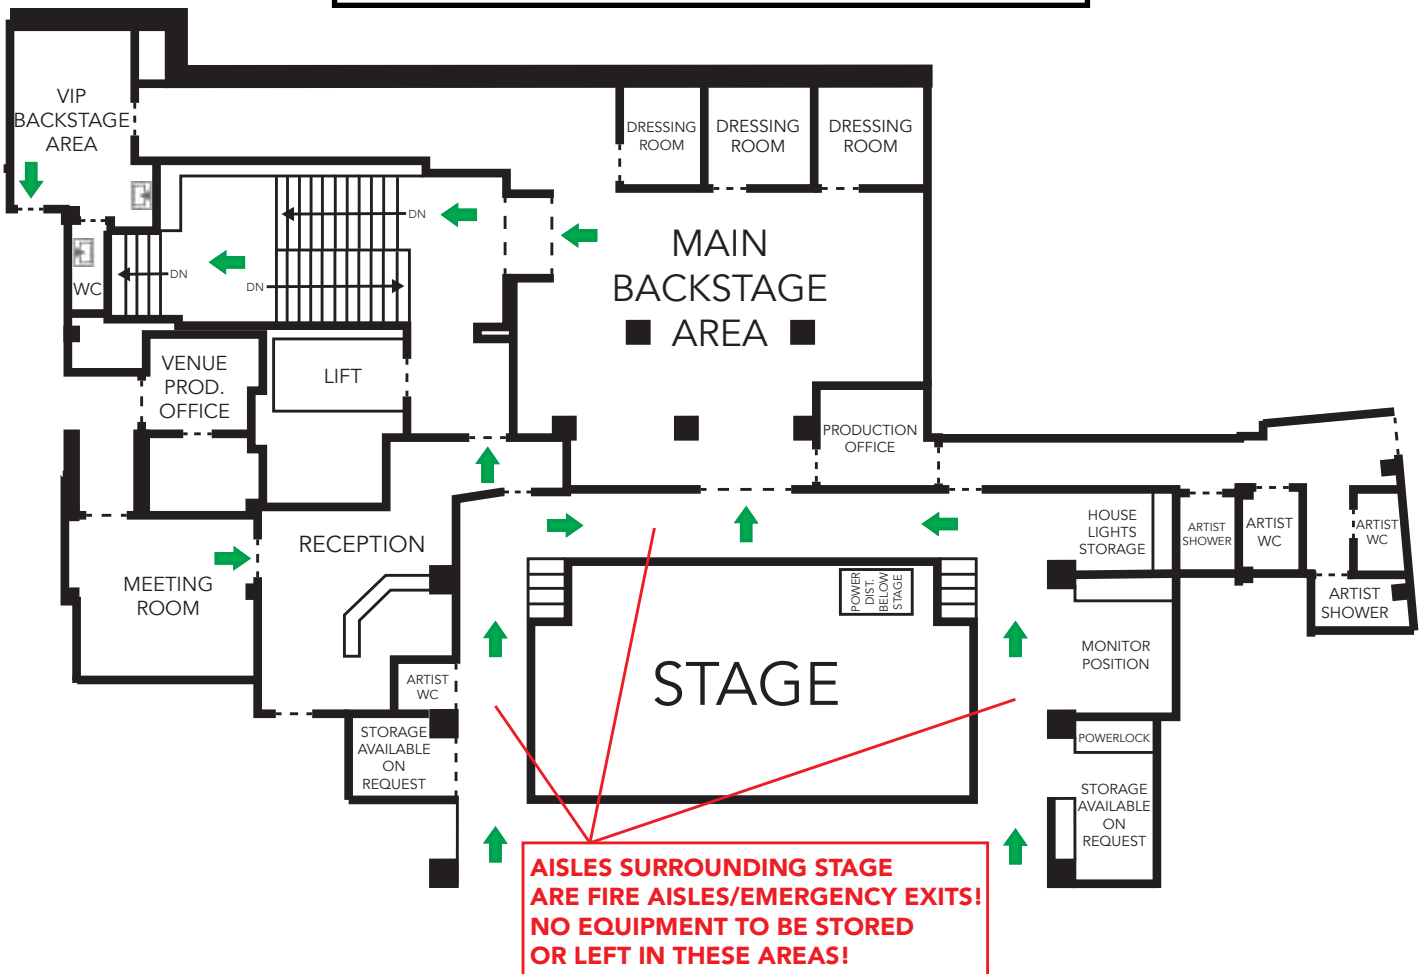 VIP
BACKSTAGE
AREA
DRESSING
ROOM
DRESSING
ROOM
DRESSING
ROOM
DN
DN
DN
WC
MAIN
BACKSTAGE
AREA
VENUE
PROD.
OFFICE
LIFT
PRODUCTION
OFFICE
RECEPTION
MEETING
ROOM
HOUSE
LIGHTS
STORAGE
ARTIST
SHOWER
ARTIST
WC
ARTIST
WC
ARTIST
SHOWER
POWER
DIST.
BELOW
STAGE
STAGE
MONITOR
POSITION
ARTIST
WC
STORAGE
AVAILABLE
ON
REQUEST
POWERLOCK
STORAGE
AVAILABLE
ON
REQUEST
AISLES SURROUNDING STAGE
ARE FIRE AISLES/EMERGENCY EXITS!
NO EQUIPMENT TO BE STORED
OR LEFT IN THESE AREAS!